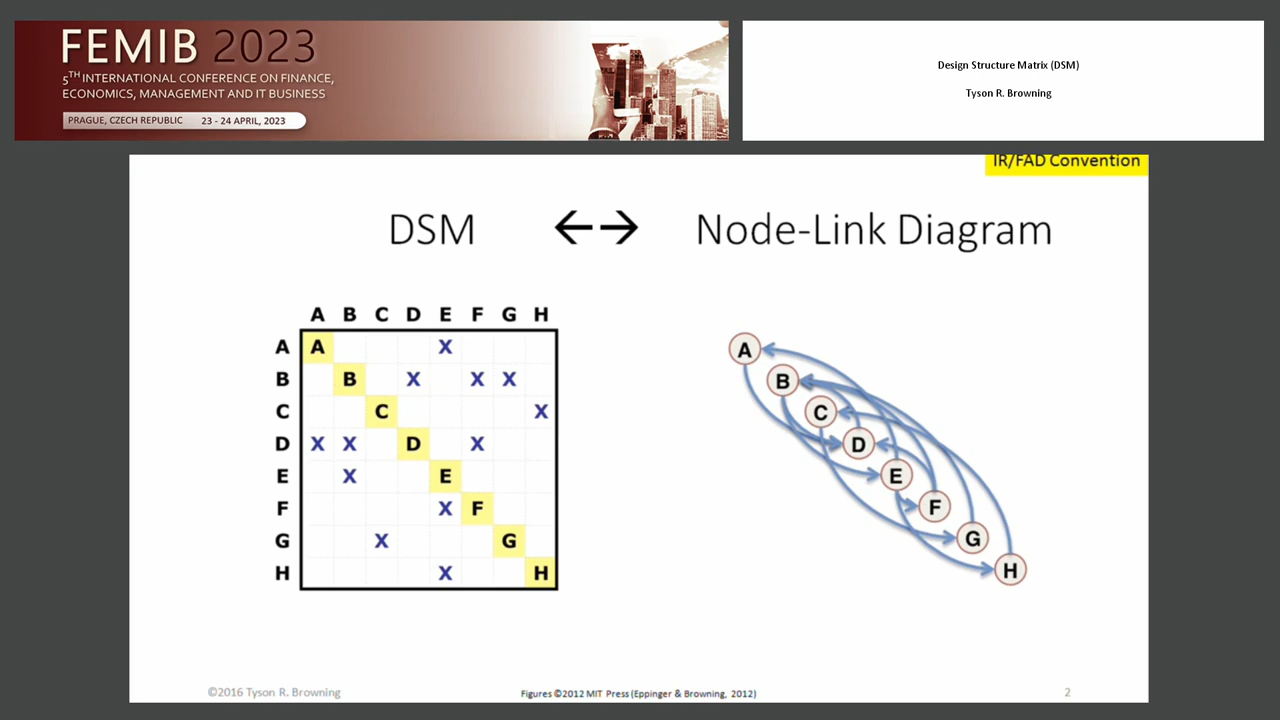 FEMIB 2023
5TH INTERNATIONAL CONFERENCE ON FINANCE,
ECONOMICS, MANAGEMENT AND IT BUSINESS
PRAGUE, CZECH REPUBLIC 23 - 24 APRIL, 2023
Design Structure Matrix (DSM)
Tyson R. Browning
IR/FAD Convention
DSM ←→ Node-Link Diagram
A B C D E F G H
A A X
B B X X X
C C X
D X X D X
E X E
F X F
G X G
H X H
A
B
C
D
E
F
G
H
©2016 Tyson R. Browning
Figures ©2012 MIT Press (Eppinger & Browning, 2012)
2